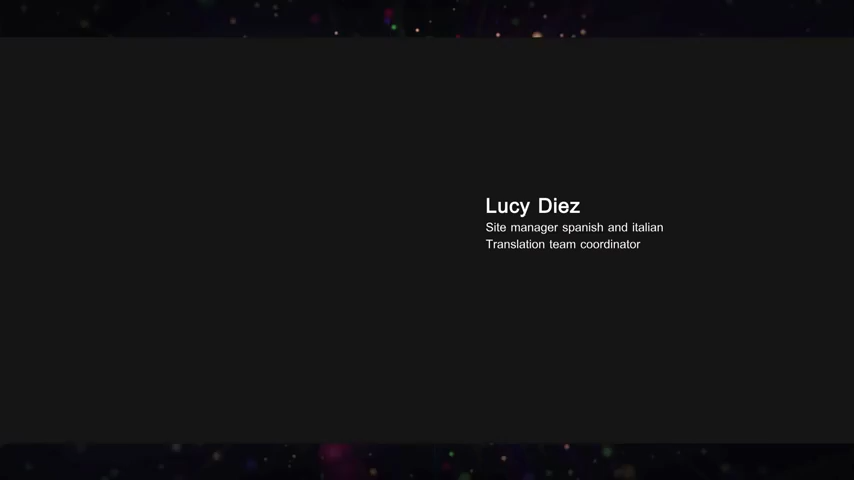 Lucy Diez
Site manager spanish and italian
Translation team coordinator